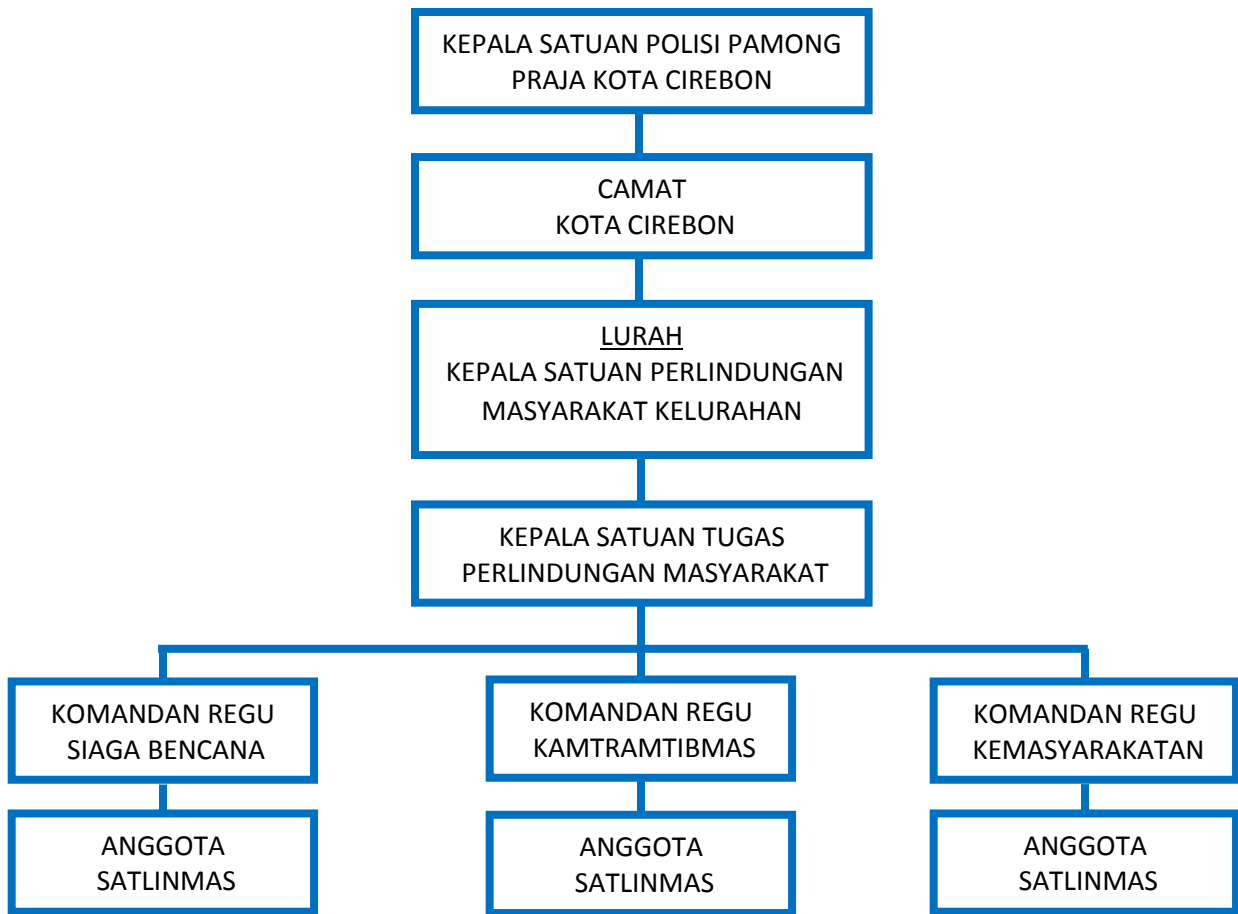 KEPALA SATUAN POLISI PAMONG
PRAJA KOTA CIREBON
CAMAT
KOTA CIREBON
LURAH
KEPALA SATUAN PERLINDUNGAN
MASYARAKAT KELURAHAN
KEPALA SATUAN TUGAS
PERLINDUNGAN MASYARAKAT
KOMANDAN REGU
SIAGA BENCANA
KOMANDAN REGU
KAMTRAMTIBMAS
KOMANDAN REGU
KEMASYARAKATAN
ANGGOTA
SATLINMAS
ANGGOTA
SATLINMAS
ANGGOTA
SATLINMAS